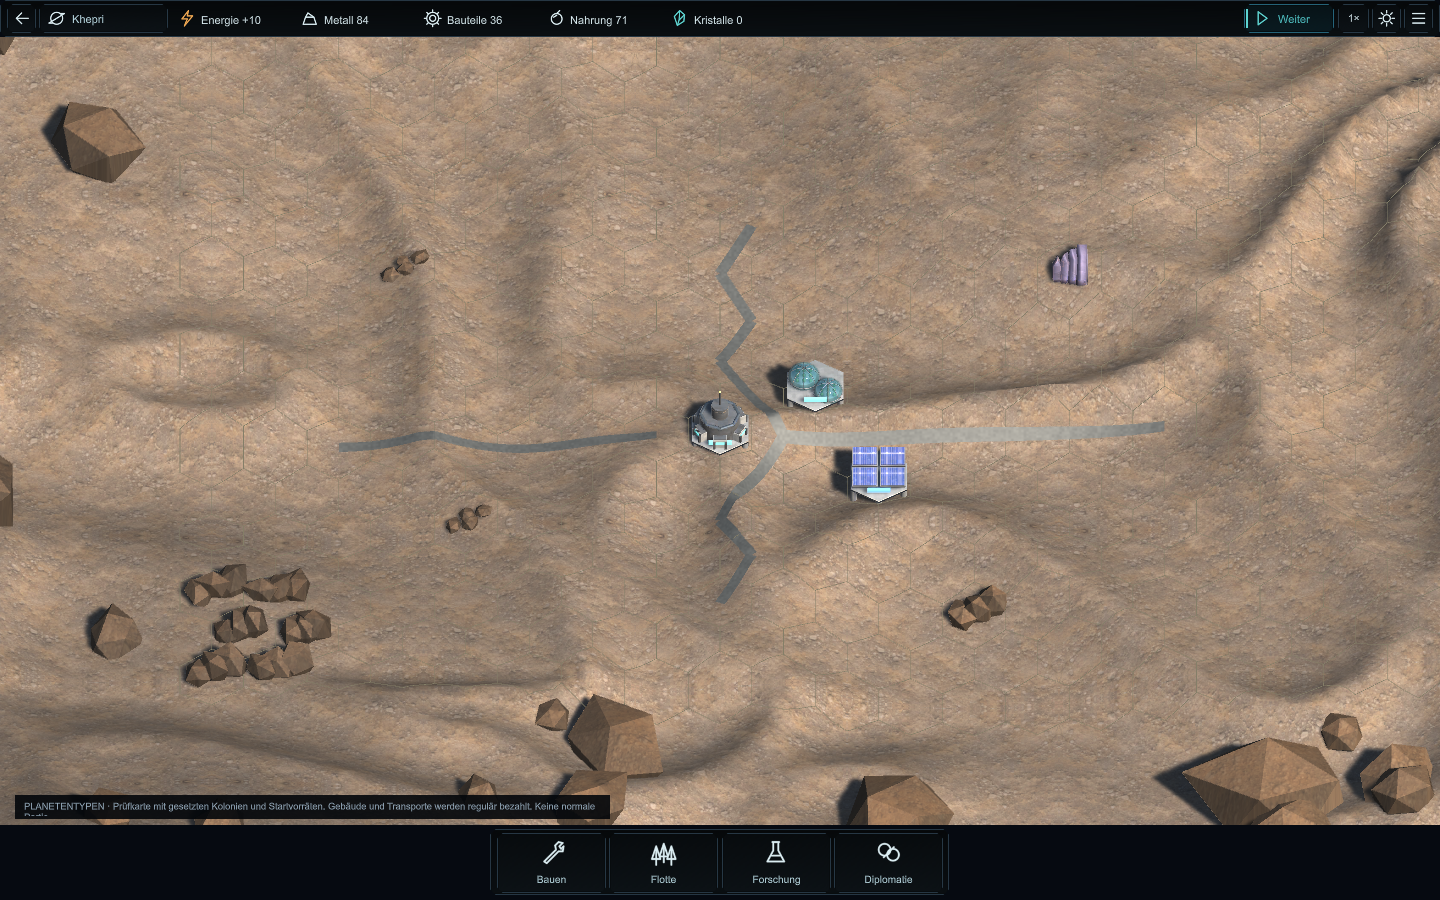 Khepri
Energie +10
Metall 84
Bauteile 36
Nahrung 71
Kristalle 0
Weiter
1×
PLANETENTYPEN · Prüfkarte mit gesetzten Kolonien und Startvorräten. Gebäude und Transporte werden regulär bezahlt. Keine normale
Bauen
Flotte
Forschung
Diplomatie